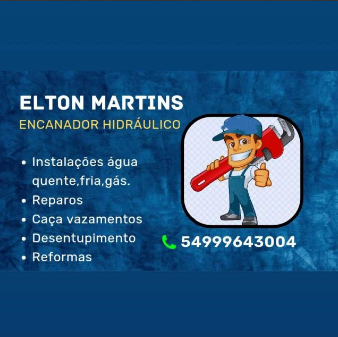 ELTON MARTINS
ENCANADOR HIDRÁULICO
• Instalações água
quente,fria,gás.
• Reparos
• Caça vazamentos
• Desentupimento
• Reformas
54999643004